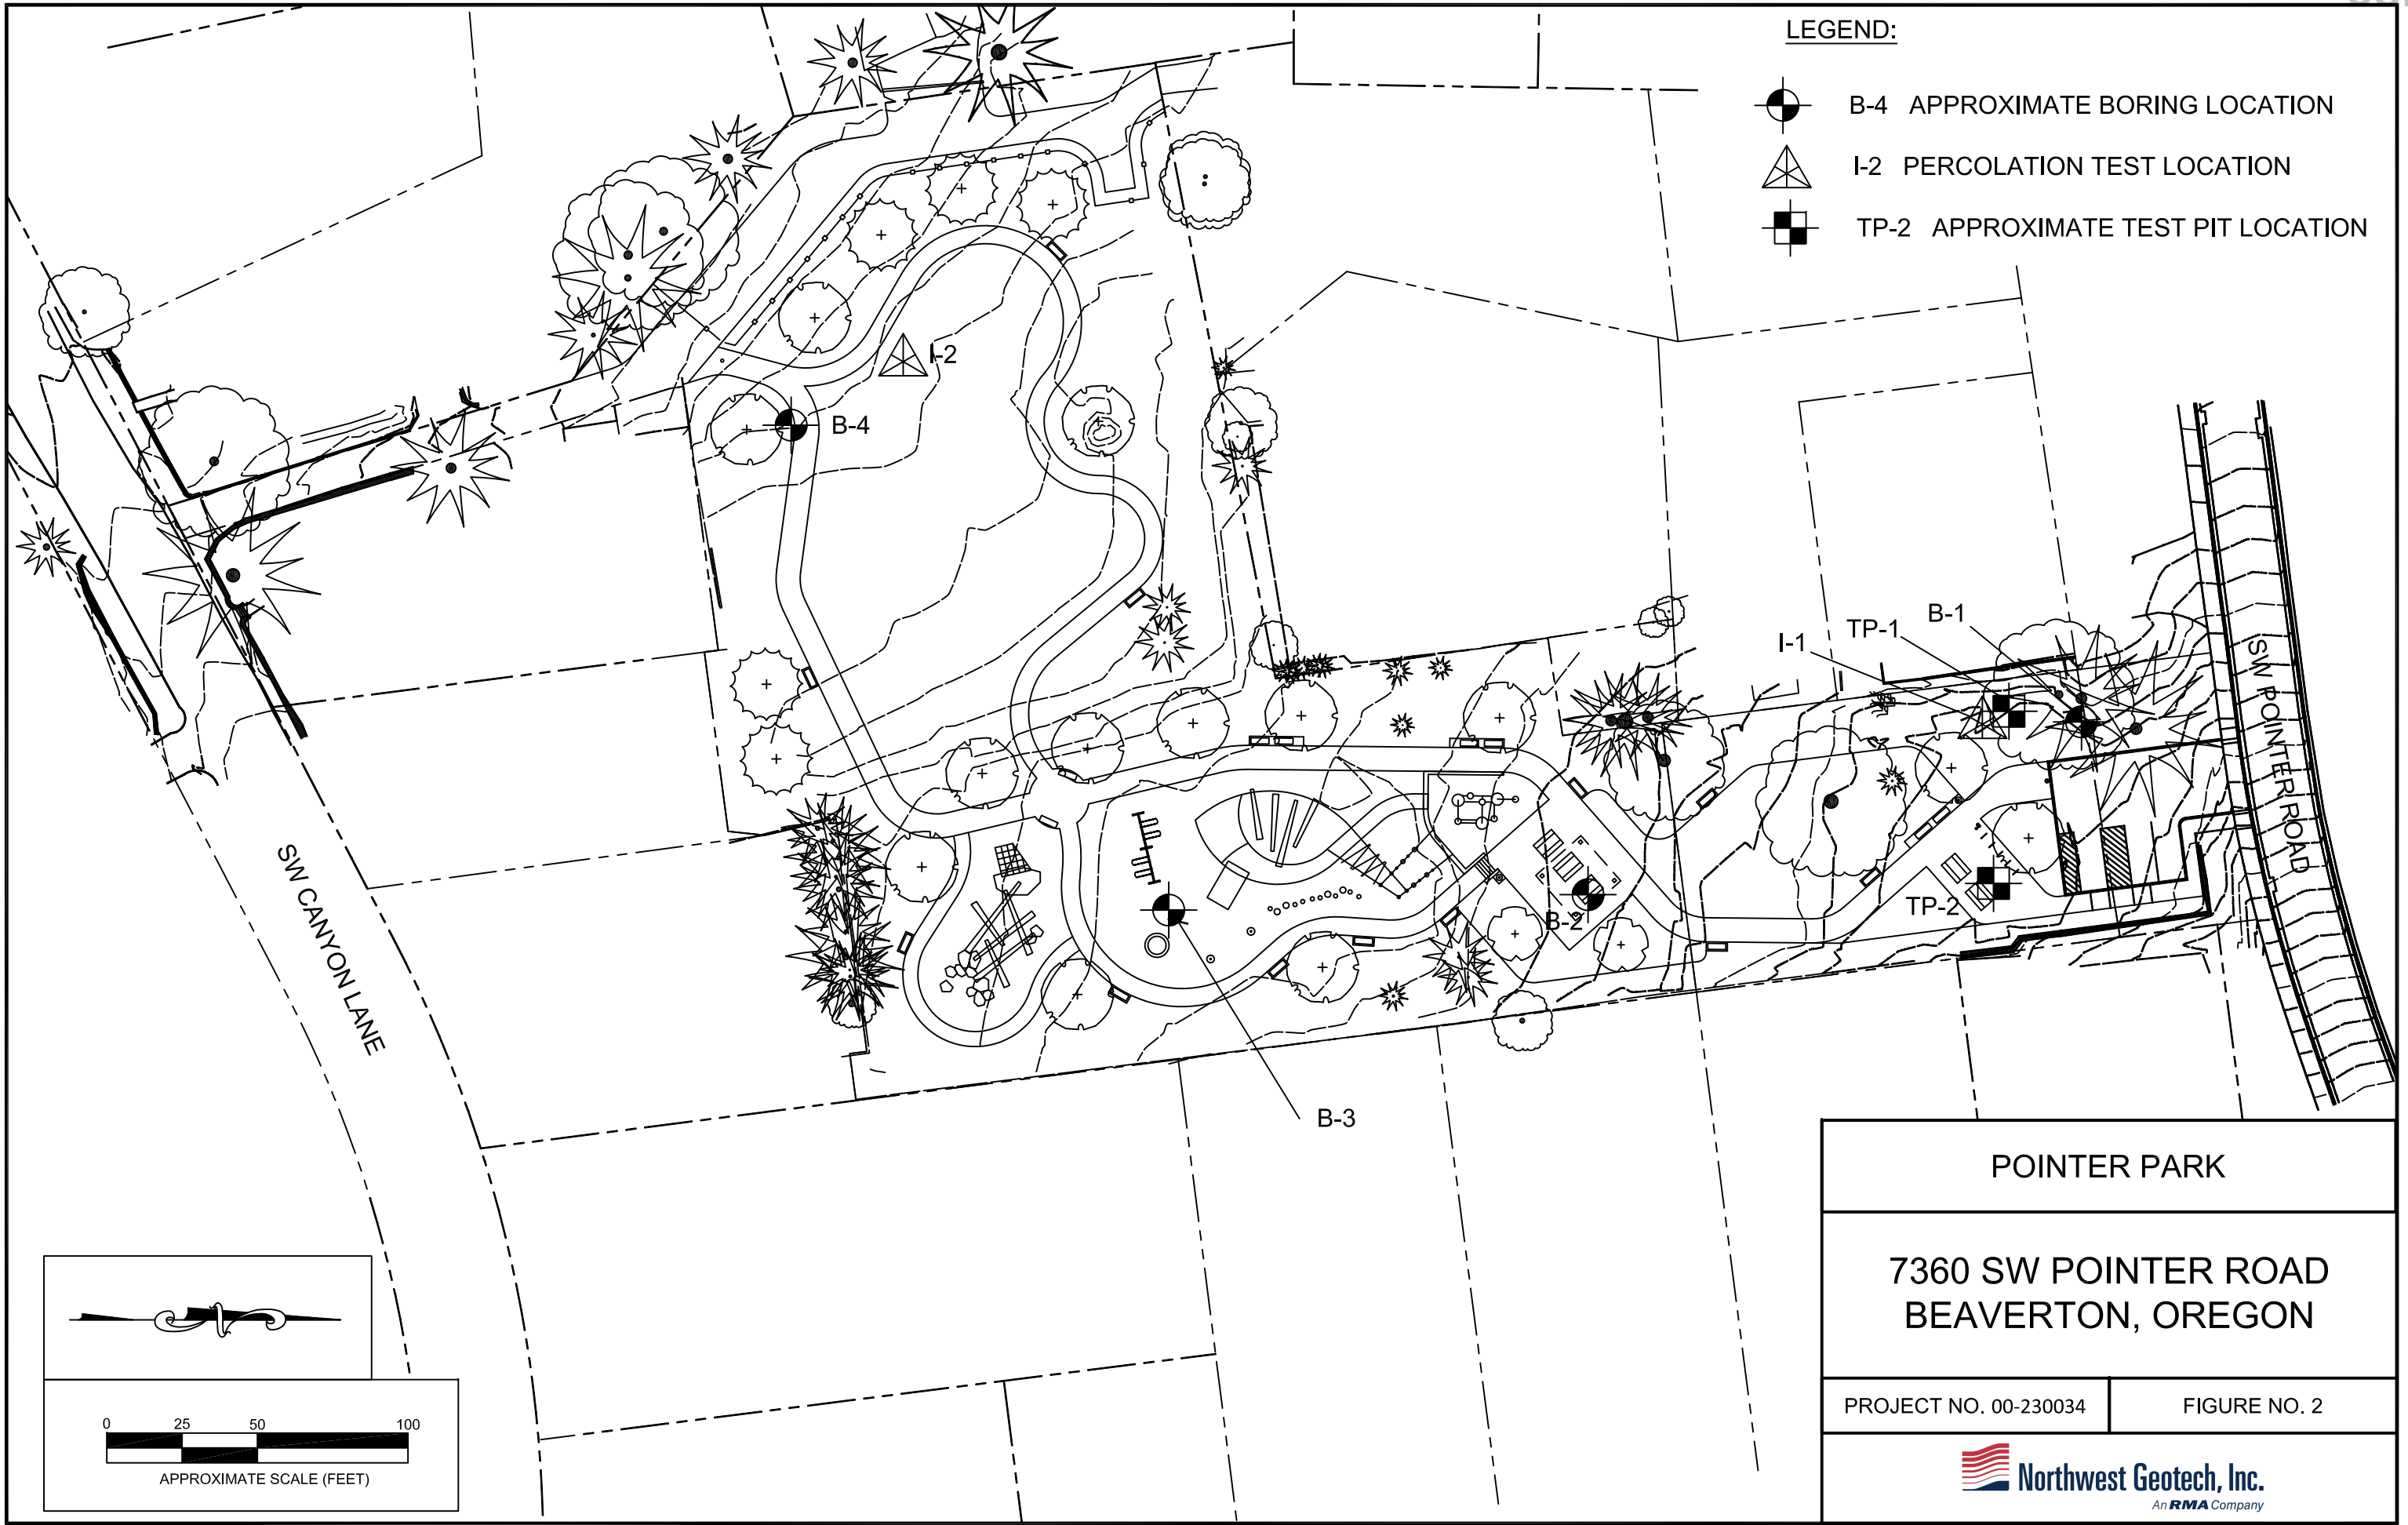 LEGEND:
B-4 APPROXIMATE BORING LOCATION
I-2 PERCOLATION TEST LOCATION
TP-2 APPROXIMATE TEST PIT LOCATION
I-2
B-4
B-1
TP-1
I-1
SW POINTER ROAD
SW POINTER ROAD
TP-2
B-2
SW CANYON LANE
B-3
N
0 25 50 100
APPROXIMATE SCALE (FEET)
POINTER PARK
7360 SW POINTER ROAD
BEAVERTON, OREGON
PROJECT NO. 00-230034
FIGURE NO. 2
Northwest Geotech, Inc.
An RMA Company